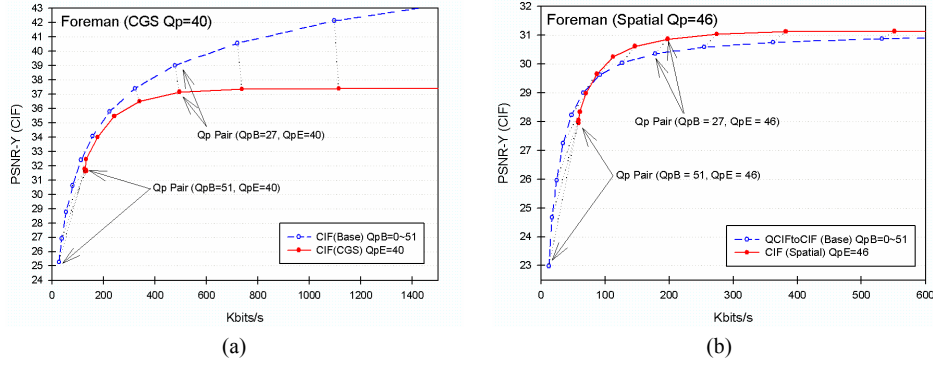 Foreman (CGS Qp=40)
PSNR-Y (CIF)
43
42
41
40
39
38
37
36
35
34
33
32
31
30
29
28
27
26
25
24
Qp Pair (QpB=27, QpE=40)
Qp Pair (QpB=51, QpE=40)
CIF(Base) QpB=0~51
CIF(CGS) QpE=40
0 200 400 600 800 1000 1200 1400
Kbits/s
(a)
Foreman (Spatial Qp=46)
PSNR-Y (CIF)
32
31
30
29
28
27
26
25
24
23
Qp Pair (QpB = 27, QpE = 46)
Qp Pair (QpB = 51, QpE = 46)
QCIFtoCIF (Base) QpB=0~51
CIF (Spatial) QpE=46
0 100 200 300 400 500 600
Kbits/s
(b)